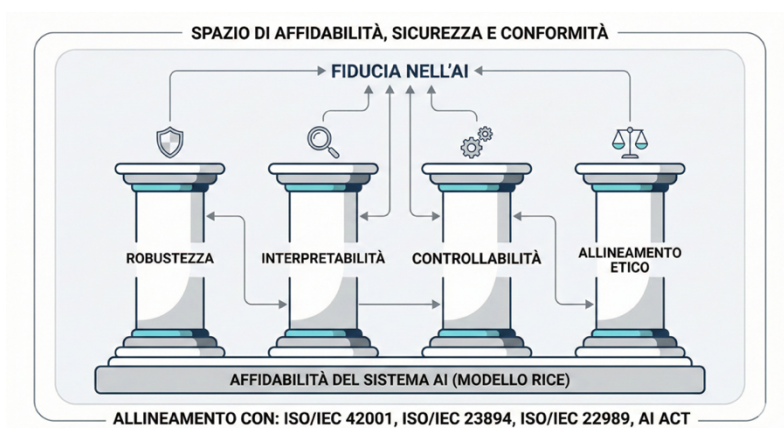 SPAZIO DI AFFIDABILITÀ, SICUREZZA E CONFORMITÀ
FIDUCIA NELL'AI
ROBUSTEZZA
INTERPRETABILITÀ
CONTROLLABILITÀ
ALLINEAMENTO
ETICO
AFFIDABILITÀ DEL SISTEMA AI (MODELLO RICE)
ALLINEAMENTO CON: ISO/IEC 42001, ISO/IEC 23894, ISO/IEC 22989, AI ACT